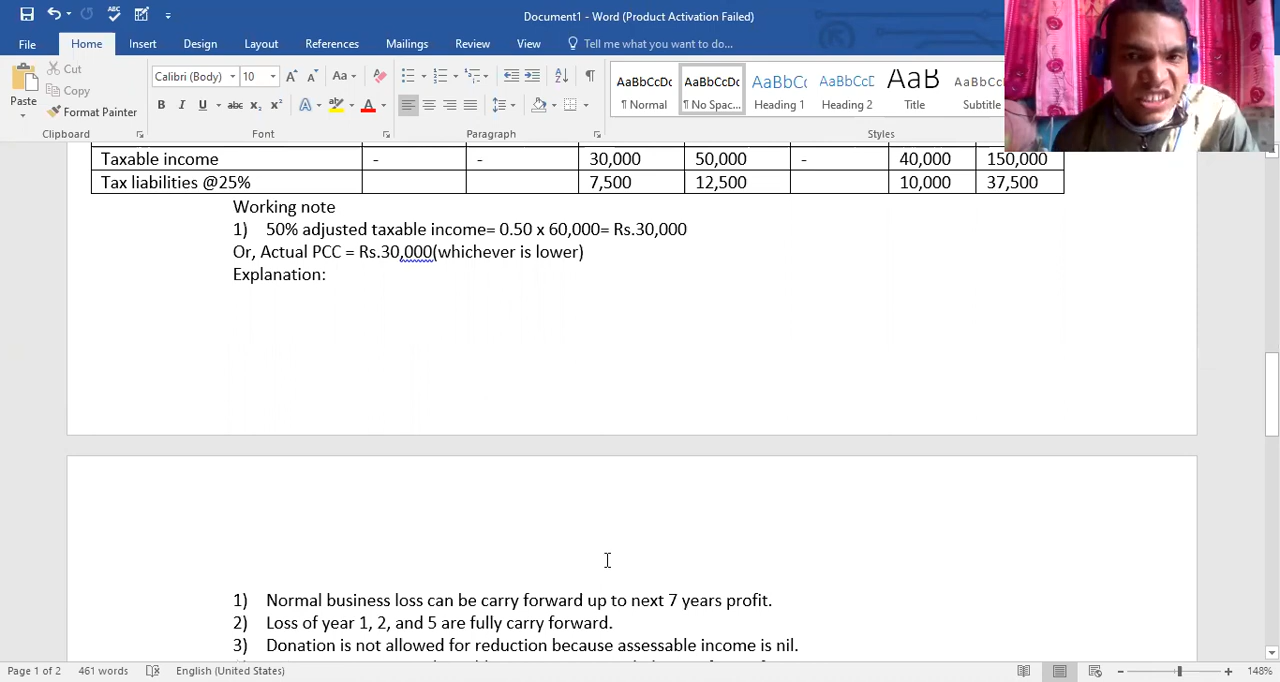 Document1 - Word (Product Activation Failed)
File Home Insert Design Layout References Mailings Review View Tell me what you want to do...
Paste
Cut
Copy
Format Painter
Clipboard
Calibri (Body) 10
Font
Paragraph
AaBbCcDc AaBbCcDc AaBbCc AaBbCcD AaB AaBbCcD
¶ Normal ¶ No Spac... Heading 1 Heading 2 Title Subtitle
Styles
Taxable income - - 30,000 50,000 - 40,000 150,000
Tax liabilities @25% 7,500 12,500 10,000 37,500
Working note
1) 50% adjusted taxable income= 0.50 x 60,000= Rs.30,000
Or, Actual PCC = Rs.30,000(whichever is lower)
Explanation:
1) Normal business loss can be carry forward up to next 7 years profit.
2) Loss of year 1, 2, and 5 are fully carry forward.
3) Donation is not allowed for reduction because assessable income is nil.
Page 1 of 2 461 words English (United States) 148%